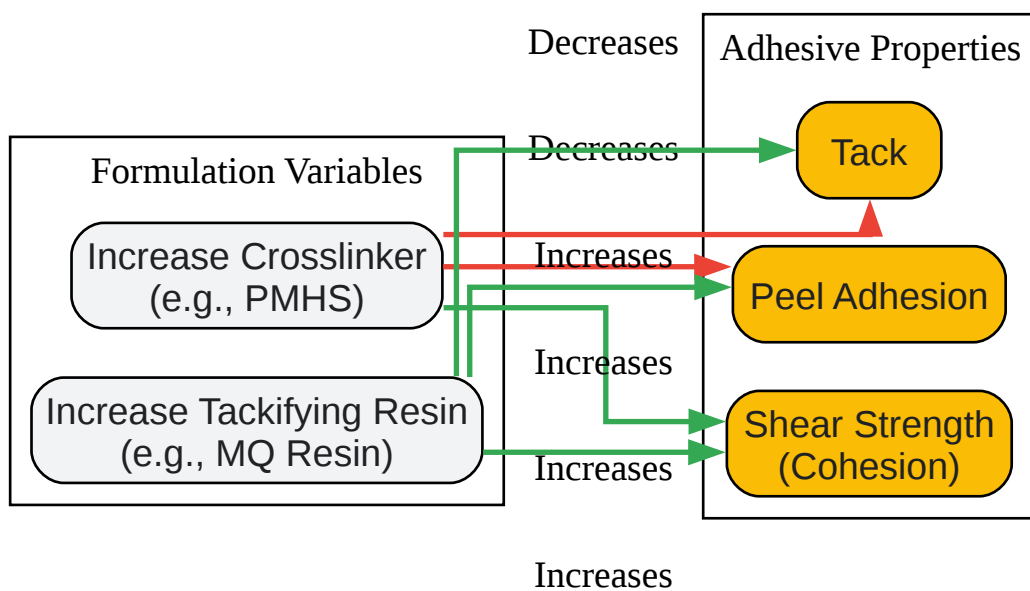 Decreases
Adhesive Properties
Decreases
Tack
Formulation Variables
Increase Crosslinker
(e.g., PMHS)
Increases
Peel Adhesion
Increases
Increase Tackifying Resin
(e.g., MQ Resin)
Shear Strength
(Cohesion)
Increases
Increases